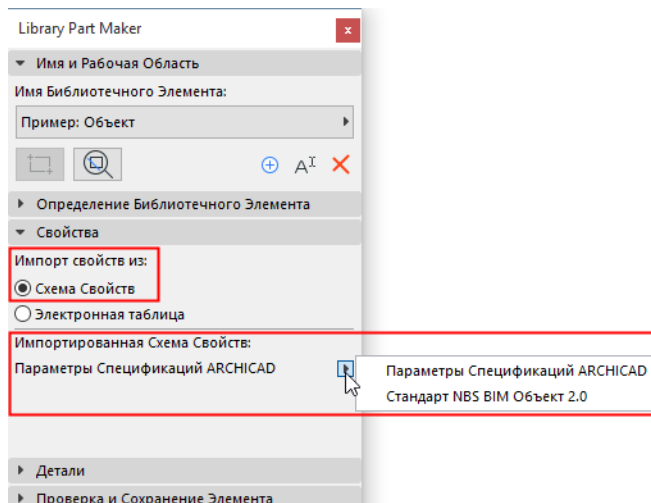 Library Part Maker
Имя и Рабочая Область
Имя Библиотечного Элемента:
Пример: Объект
Определение Библиотечного Элемента
Свойства
Импорт свойств из:
Схема Свойств
Электронная таблица
Импортированная Схема Свойств:
Параметры Спецификаций ARCHICAD
Параметры Спецификаций ARCHICAD
Стандарт NBS BIM Объект 2.0
Детали
Проверка и Сохранение Элемента